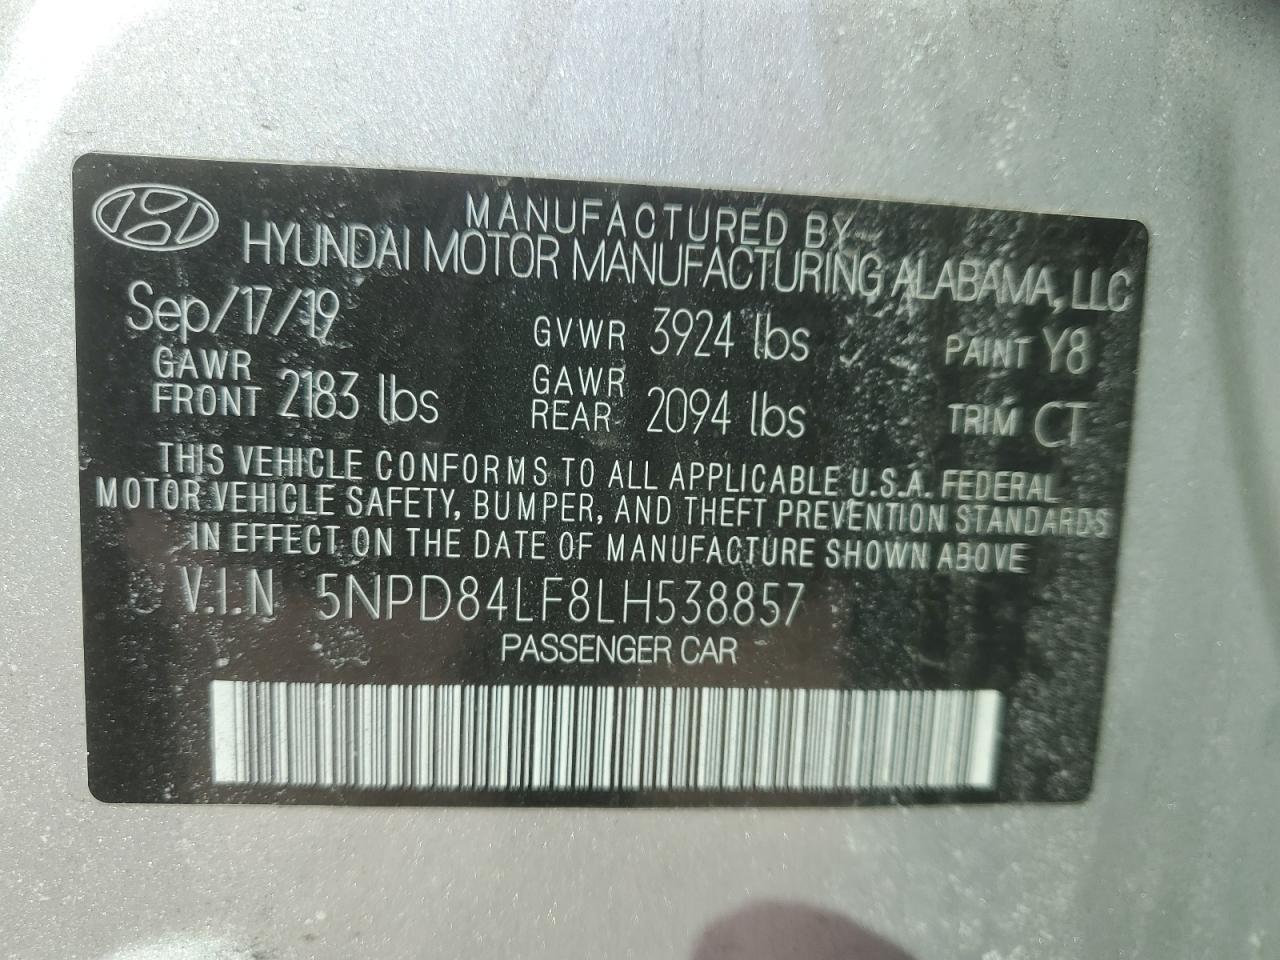 MANUFACTURED BY
HYUNDAI MOTOR MANUFACTURING ALABAMA, LLC
Sep/17/19 GVWR 3924 lbs PAINT Y8
GAWR FRONT 2183 lbs GAWR REAR 2094 lbs TRIM CT
THIS VEHICLE CONFORMS TO ALL APPLICABLE U.S.A. FEDERAL
MOTOR VEHICLE SAFETY, BUMPER, AND THEFT PREVENTION STANDARDS
IN EFFECT ON THE DATE OF MANUFACTURE SHOWN ABOVE
V.I.N 5NPD84LF8LH538857
PASSENGER CAR